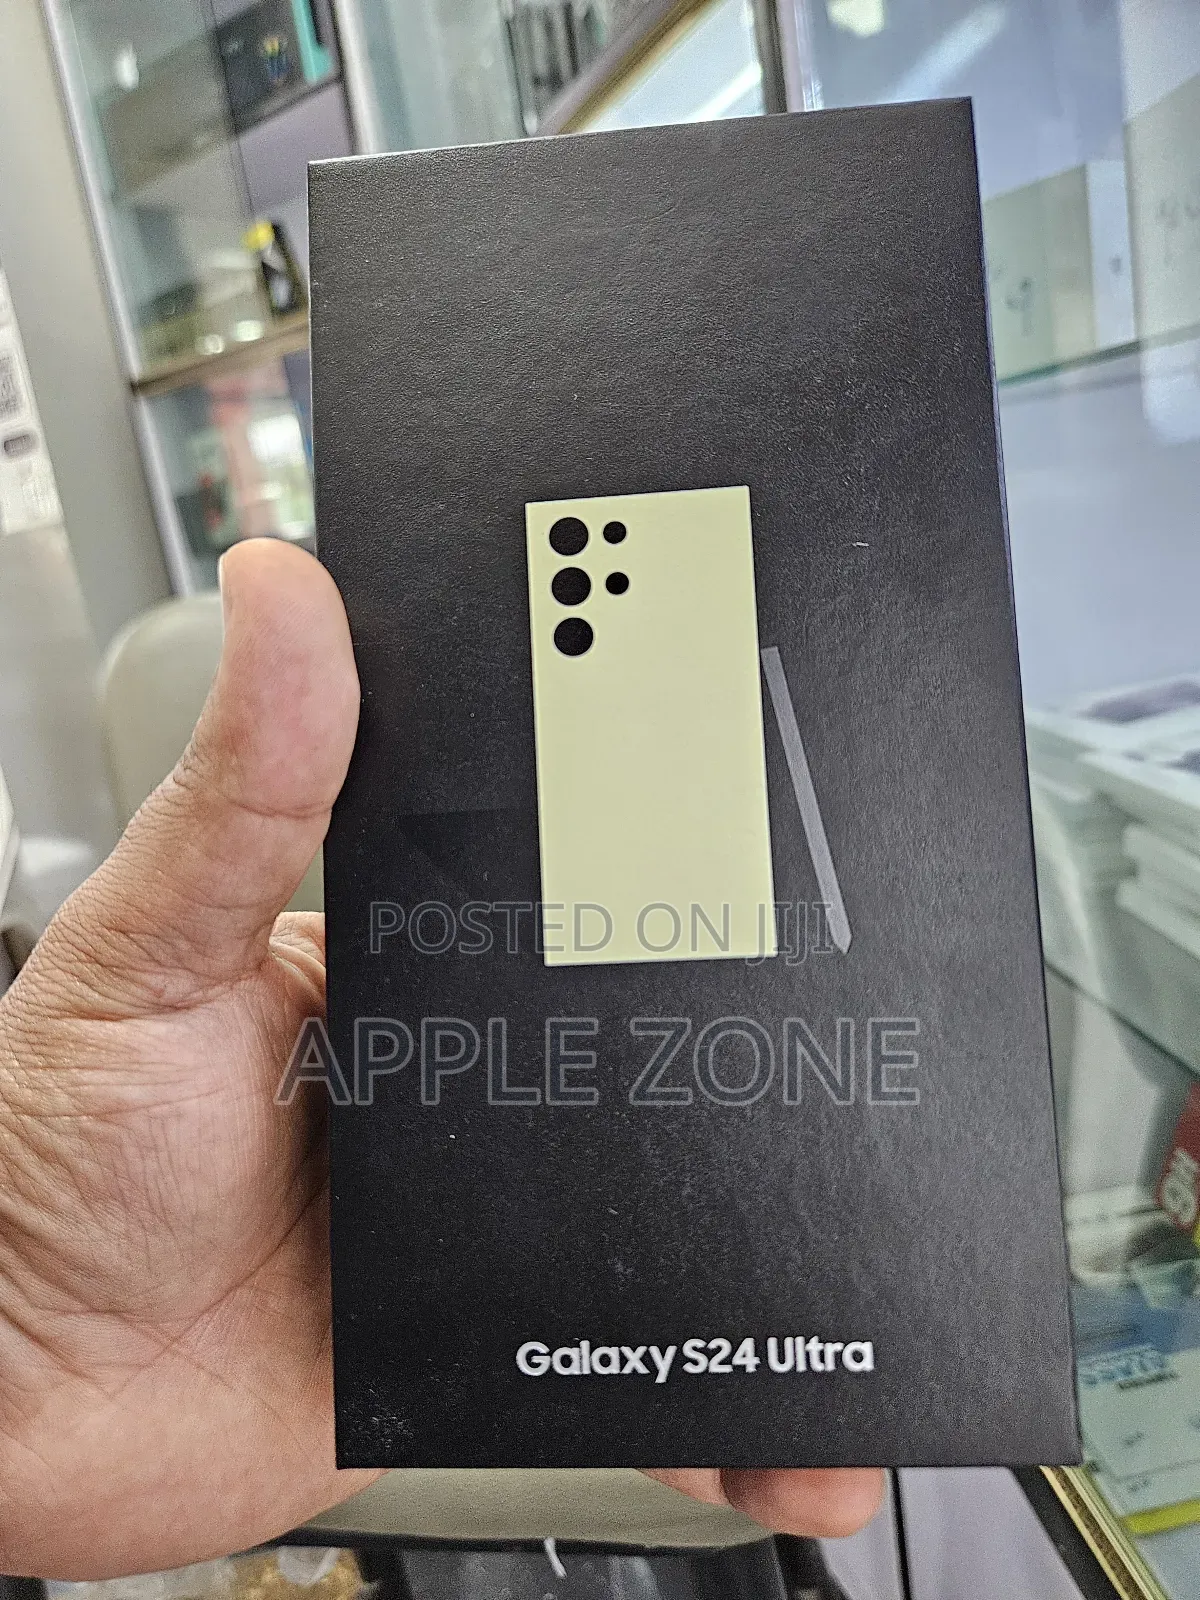 POSTED ON JIJI
APPLE ZONE
Galaxy S24 Ultra